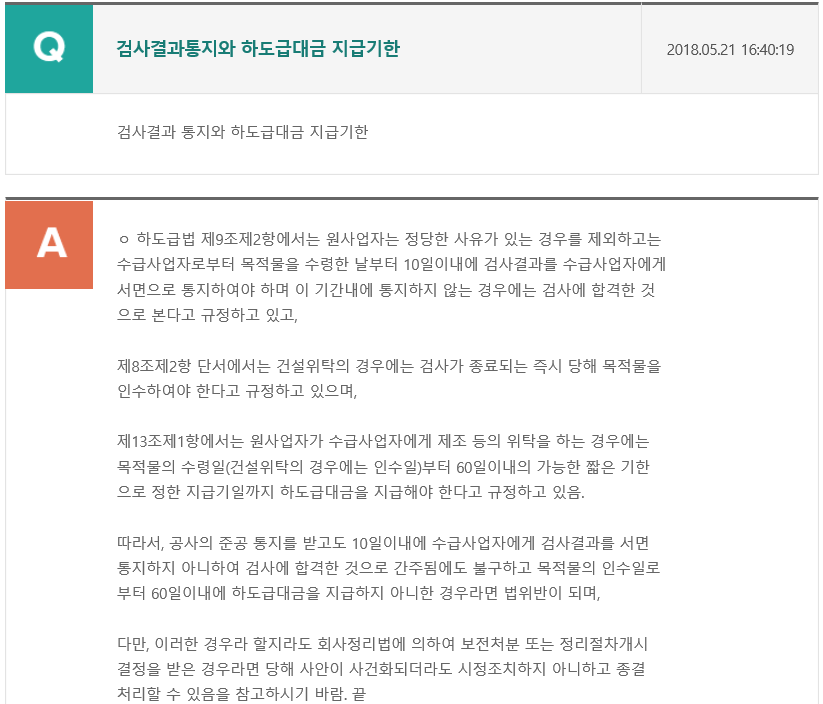 Q
검사결과통지와 하도급대금 지급기한
2018.05.21 16:40:19
검사결과 통지와 하도급대금 지급기한
A
ㅇ 하도급법 제9조제2항에서는 원사업자는 정당한 사유가 있는 경우를 제외하고는
수급사업자로부터 목적물을 수령한 날부터 10일이내에 검사결과를 수급사업자에게
서면으로 통지하여야 하며 이 기간내에 통지하지 않는 경우에는 검사에 합격한 것
으로 본다고 규정하고 있고,
제8조제2항 단서에서는 건설위탁의 경우에는 검사가 종료되는 즉시 당해 목적물을
인수하여야 한다고 규정하고 있으며,
제13조제1항에서는 원사업자가 수급사업자에게 제조 등의 위탁을 하는 경우에는
목적물의 수령일(건설위탁의 경우에는 인수일)부터 60일이내의 가능한 짧은 기한
으로 정한 지급기일까지 하도급대금을 지급해야 한다고 규정하고 있음.
따라서, 공사의 준공 통지를 받고도 10일이내에 수급사업자에게 검사결과를 서면
통지하지 아니하여 검사에 합격한 것으로 간주됨에도 불구하고 목적물의 인수일로
부터 60일이내에 하도급대금을 지급하지 아니한 경우라면 법위반이 되며,
다만, 이러한 경우라 할지라도 회사정리법에 의하여 보전처분 또는 정리절차개시
결정을 받은 경우라면 당해 사안이 사건화되더라도 시정조치하지 아니하고 종결
처리할 수 있음을 참고하시기 바람. 끝